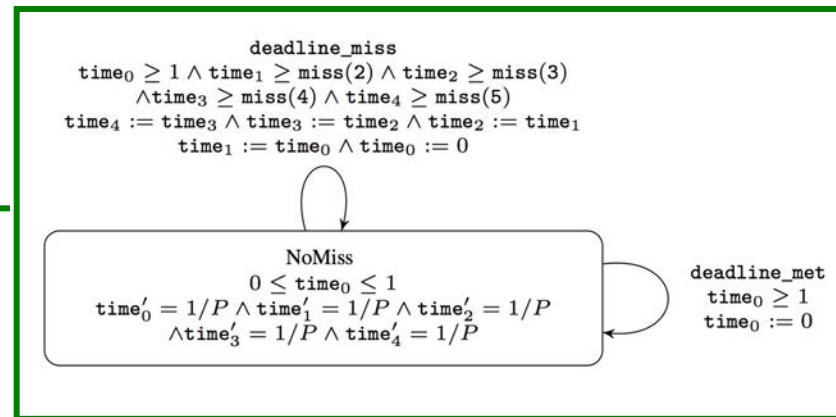 deadline_miss
time₀ ≥ 1 ∧ time₁ ≥ miss(2) ∧ time₂ ≥ miss(3)
∧time₃ ≥ miss(4) ∧ time₄ ≥ miss(5)
time₄ := time₃ ∧ time₃ := time₂ ∧ time₂ := time₁
time₁ := time₀ ∧ time₀ := 0
NoMiss
0 ≤ time₀ ≤ 1
time′₀ = 1/P ∧ time′₁ = 1/P ∧ time′₂ = 1/P
∧time′₃ = 1/P ∧ time′₄ = 1/P
deadline_met
time₀ ≥ 1
time₀ := 0